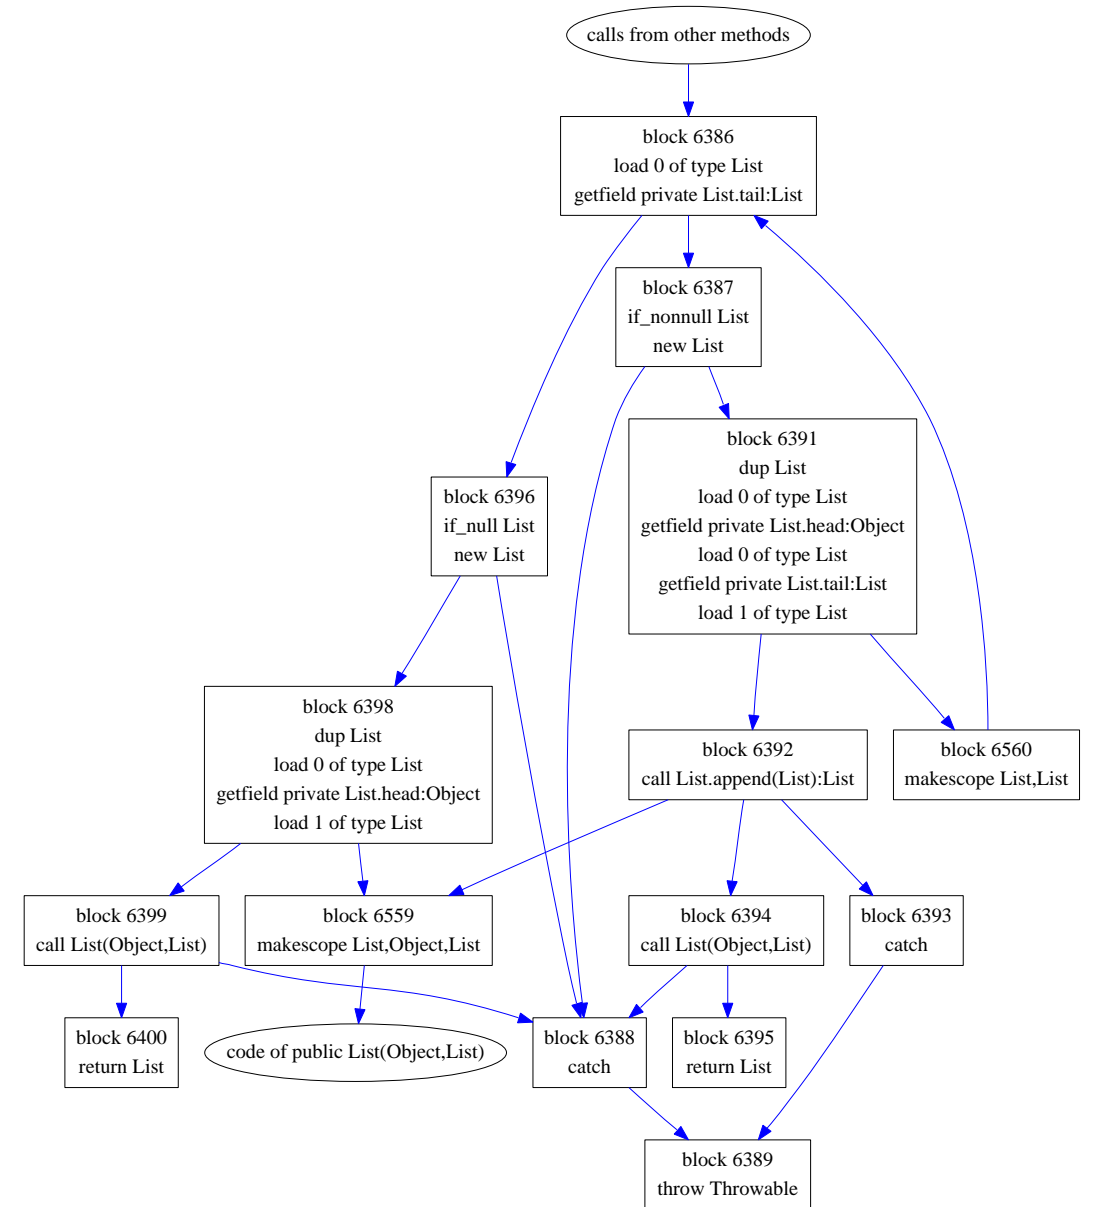 calls from other methods
block 6386
load 0 of type List
getfield private List.tail:List
block 6387
if_nonnull List
new List
block 6391
dup List
load 0 of type List
getfield private List.head:Object
load 0 of type List
getfield private List.tail:List
load 1 of type List
block 6396
if_null List
new List
block 6398
dup List
load 0 of type List
getfield private List.head:Object
load 1 of type List
block 6392
call List.append(List):List
block 6560
makescope List,List
block 6399
call List(Object,List)
block 6559
makescope List,Object,List
block 6394
call List(Object,List)
block 6393
catch
block 6400
return List
code of public List(Object,List)
block 6388
catch
block 6395
return List
block 6389
throw Throwable